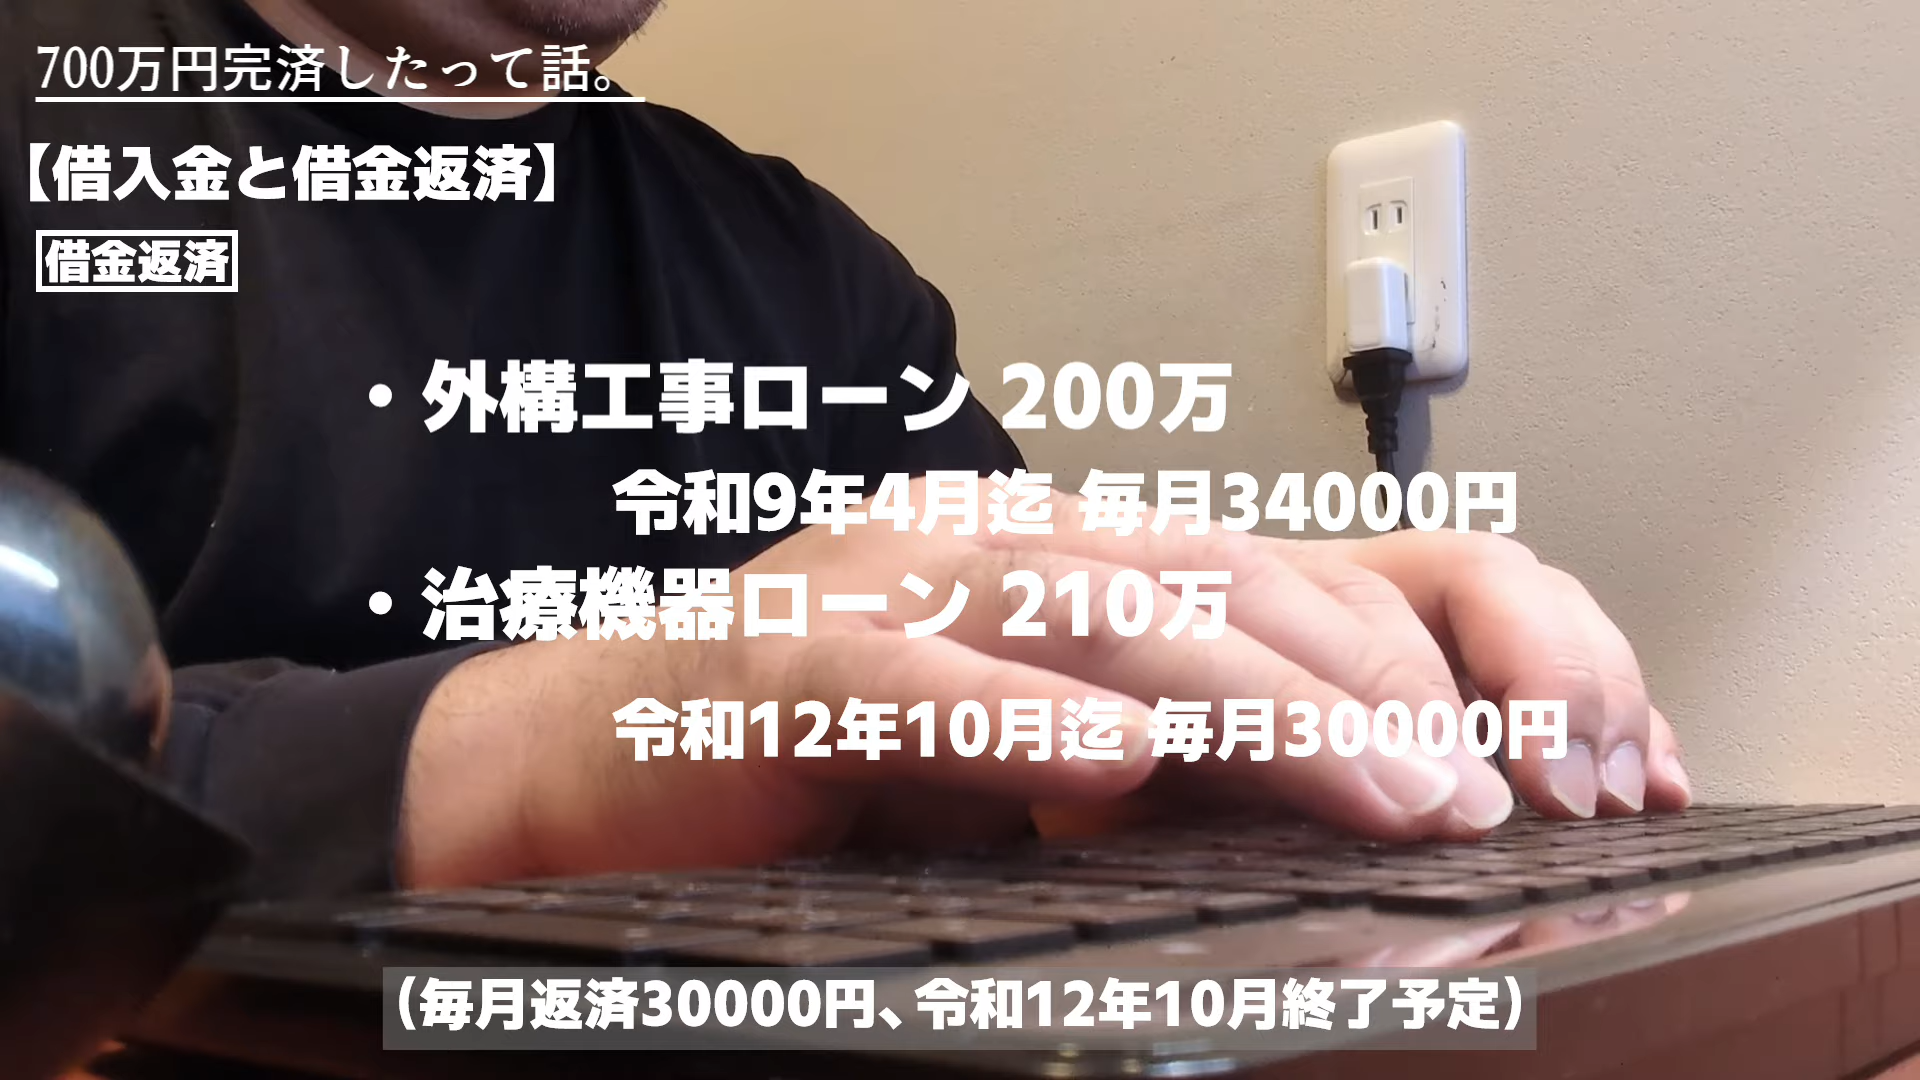 700万円完済したって話。
【借入金と借金返済】
借金返済
・外構工事ローン 200万
令和9年4月迄 毎月34000円
・治療機器ローン 210万
令和12年10月迄 毎月30000円
（毎月返済30000円、令和12年10月終了予定）